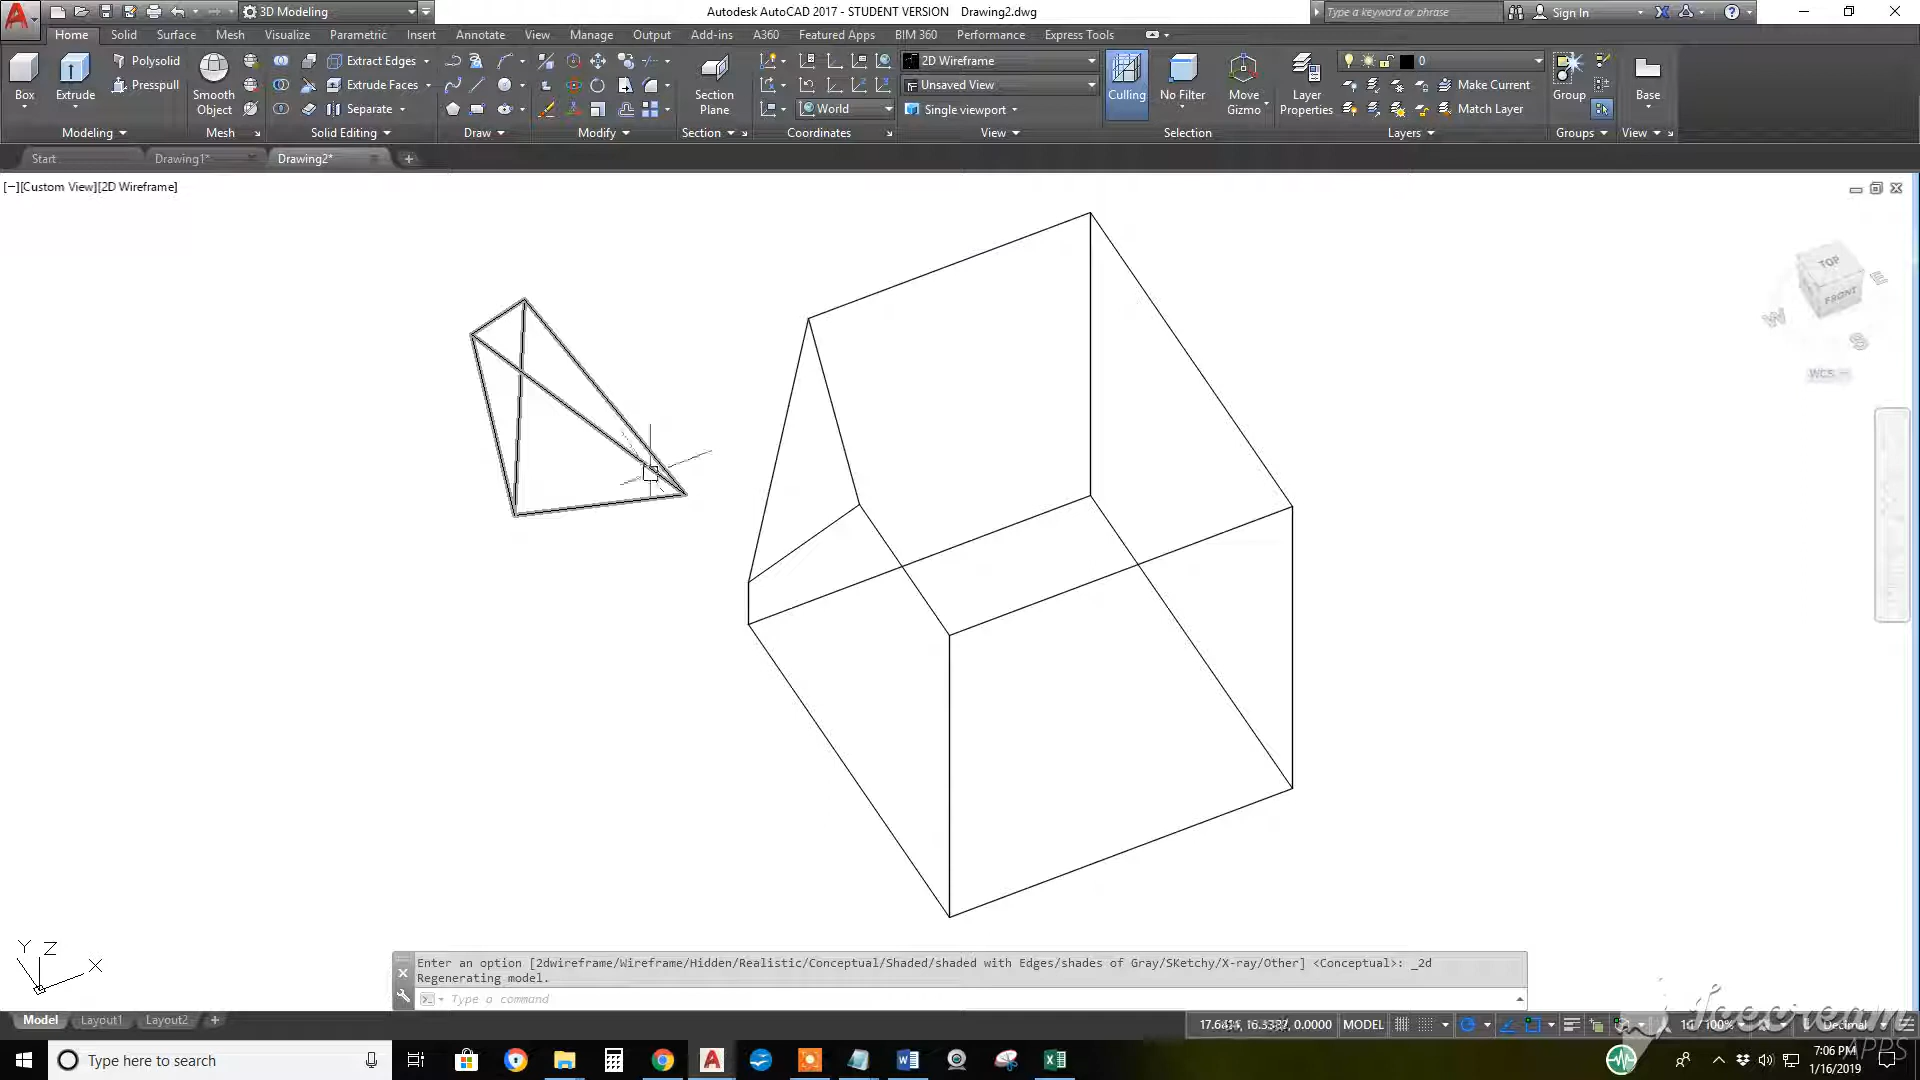 3D Modeling
Autodesk AutoCAD 2017 - STUDENT VERSION Drawing2.dwg
Type a keyword or phrase
Sign In
Home Solid Surface Mesh Visualize Parametric Insert Annotate View Manage Output Add-ins A360 Featured Apps BIM 360 Performance Express Tools
Box
Extrude
Polysolid
Presspull
Smooth Object
Extract Edges
Extrude Faces
Separate
Section Plane
World
2D Wireframe
Unsaved View
Single viewport
Culling
No Filter
Move Gizmo
Layer Properties
0
Make Current
Match Layer
Group
Base
Modeling Mesh Solid Editing Draw Modify Section Coordinates View Selection Layers Groups View
Start Drawing1* Drawing2*
[−][Custom View][2D Wireframe]
TOP
FRONT
E
W
S
WCS
Y Z
X
Enter an option [2dwireframe/Wireframe/Hidden/Realistic/Conceptual/Shaded/shaded with Edges/shades of Gray/SKetchy/X-ray/Other] <Conceptual>: _2d
Regenerating model.
Type a command
Model Layout1 Layout2
MODEL
100%
Decimal
Icecream
APPS
Type here to search
7:06 PM
1/16/2019